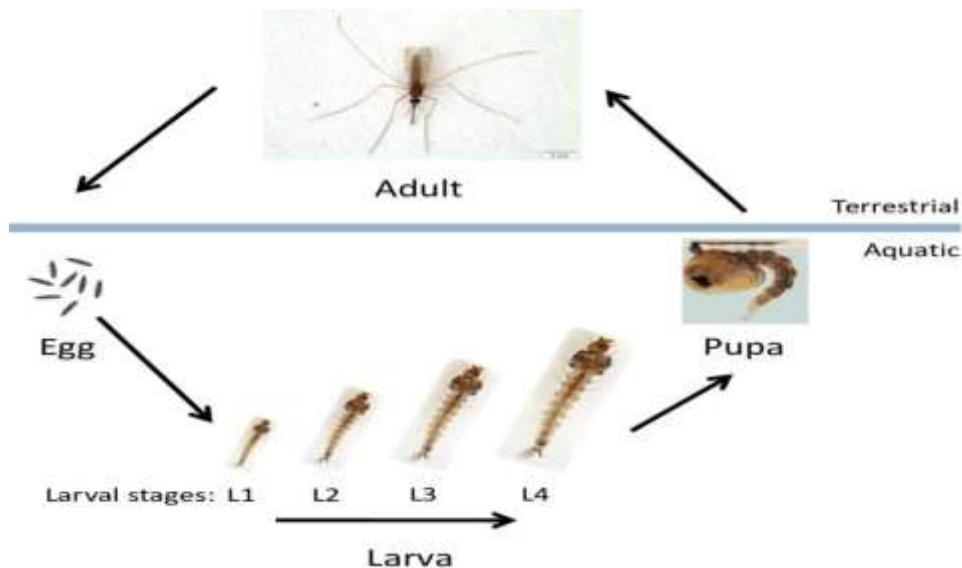 Adult
Terrestrial
Aquatic
Egg
Pupa
Larval stages: L1 L2 L3 L4
Larva